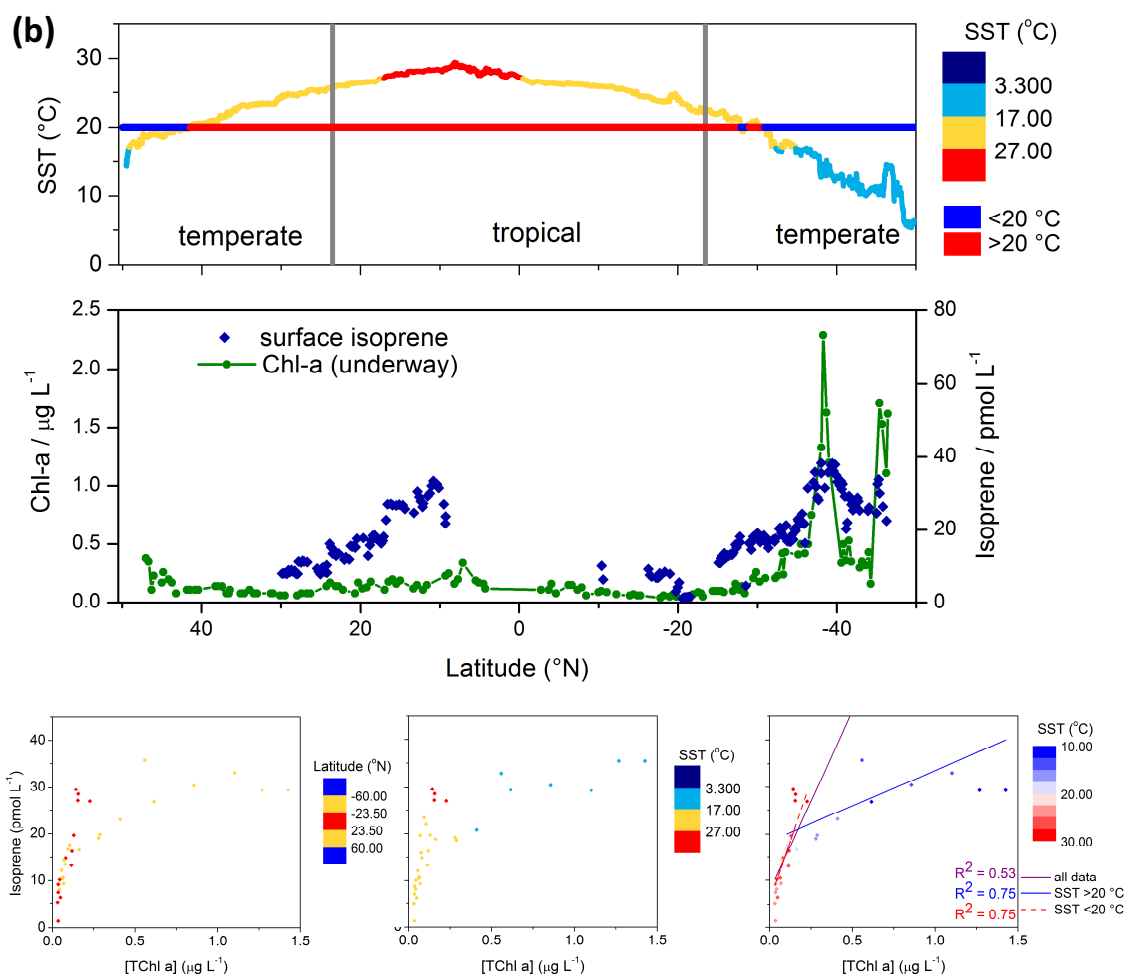 (b)
SST (°C)
30
20
10
0
temperate
tropical
temperate
40
20
0
-20
-40
SST (°C)
3.300
17.00
27.00
<20 °C
>20 °C
Chl-a / µg L⁻¹
2.5
2.0
1.5
1.0
0.5
0.0
surface isoprene
Chl-a (underway)
80
60
40
20
0
Isoprene / pmol L⁻¹
40
20
0
-20
-40
Latitude (°N)
Isoprene (pmol L⁻¹)
40
30
20
10
0
0.0
0.5
1.0
1.5
[TChl a] (µg L⁻¹)
Latitude (°N)
-60.00
-23.50
23.50
60.00
0.0
0.5
1.0
1.5
[TChl a] (µg L⁻¹)
SST (°C)
3.300
17.00
27.00
R² = 0.53
R² = 0.75
R² = 0.75
all data
SST >20 °C
SST <20 °C
0.0
0.5
1.0
1.5
[TChl a] (µg L⁻¹)
SST (°C)
10.00
20.00
30.00